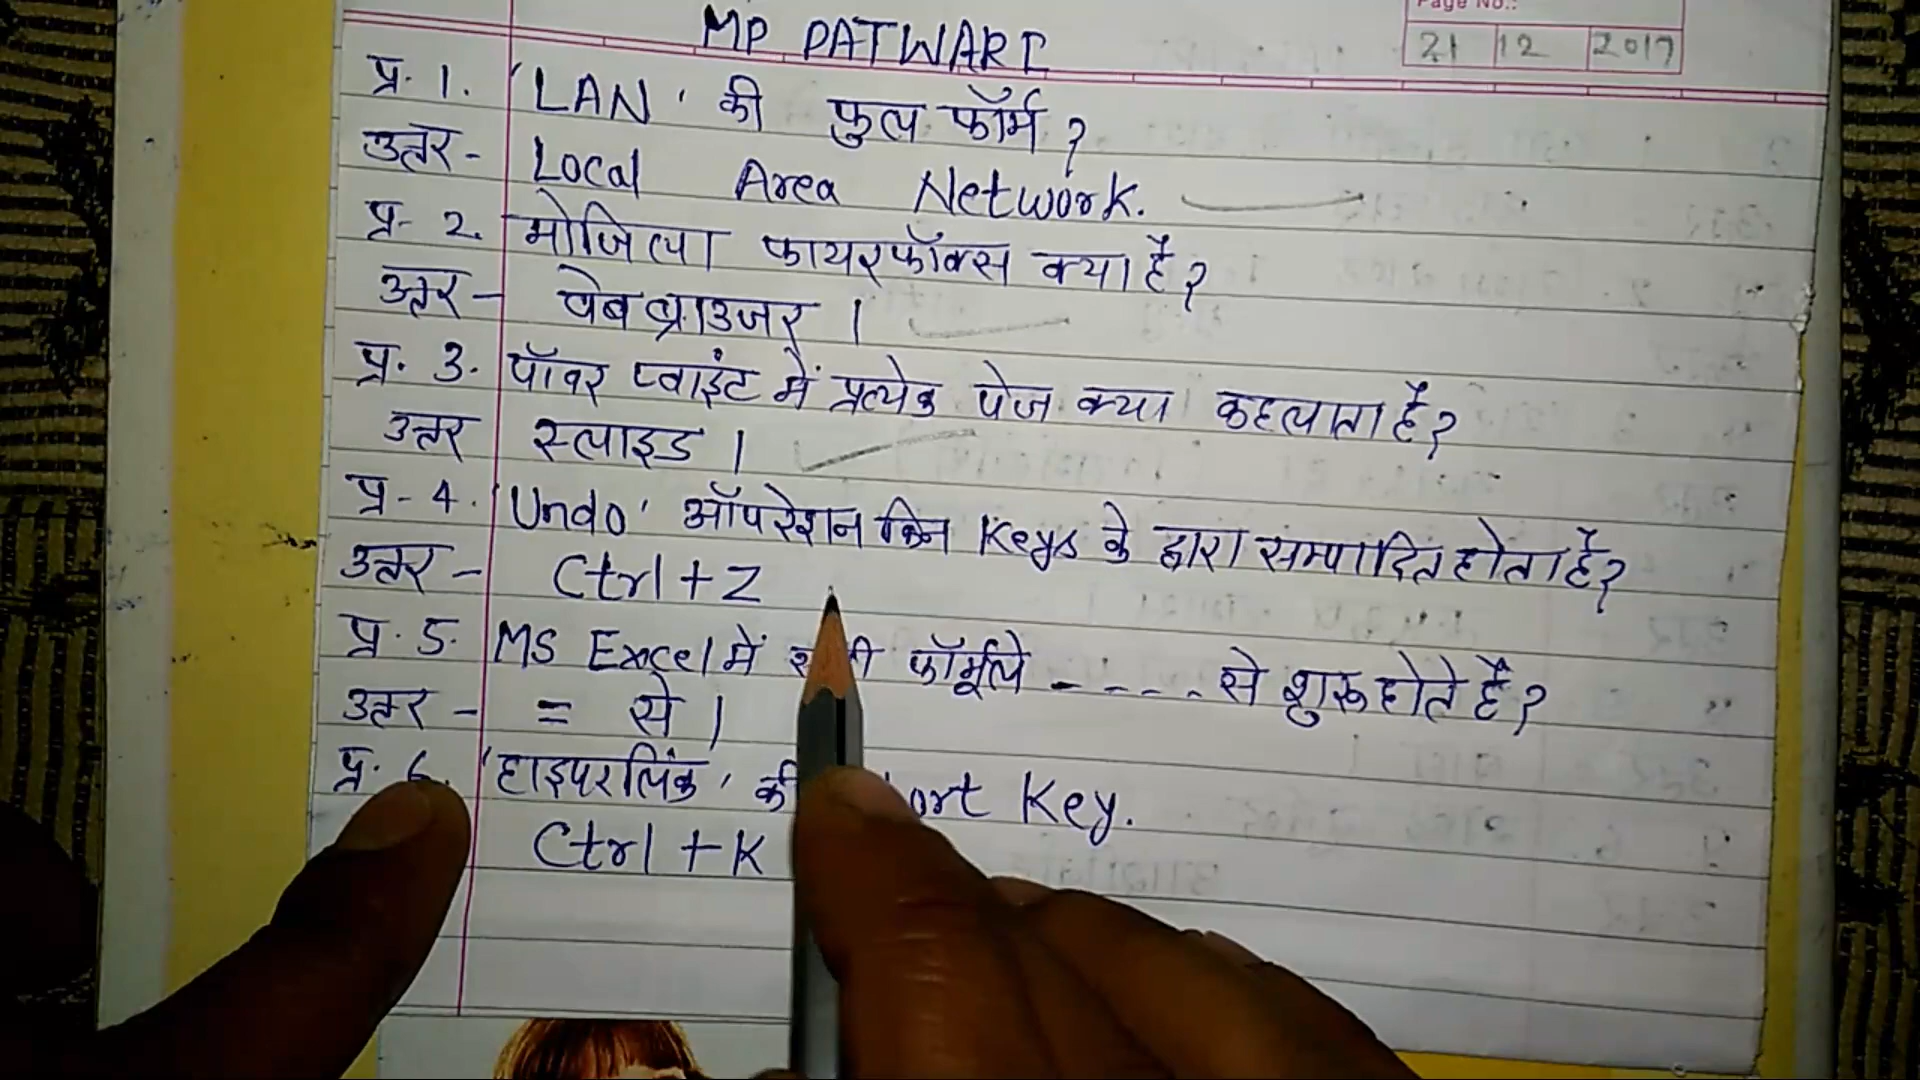 Page No.:
MP PATWARI
21 12 2017
प्र. 1. 'LAN' की फुल फॉर्म ?
उत्तर- Local Area Network.
प्र- 2. मोजिला फायरफॉक्स क्या है ?
उत्तर- वेब ब्राउजर ।
प्र. 3. पॉवर प्वाइंट में प्रत्येक पेज क्या कहलाता है ?
उत्तर स्लाइड ।
प्र- 4. 'Undo' ऑपरेशन किन Keys के द्वारा सम्पादित होता है ?
उत्तर- Ctrl + Z
प्र. 5. MS Excel में फॉर्मूले - - - - से शुरू होते हैं ?
उत्तर- = से ।
प्र. 6. 'हाइपरलिंक' की Key.
Ctrl + K